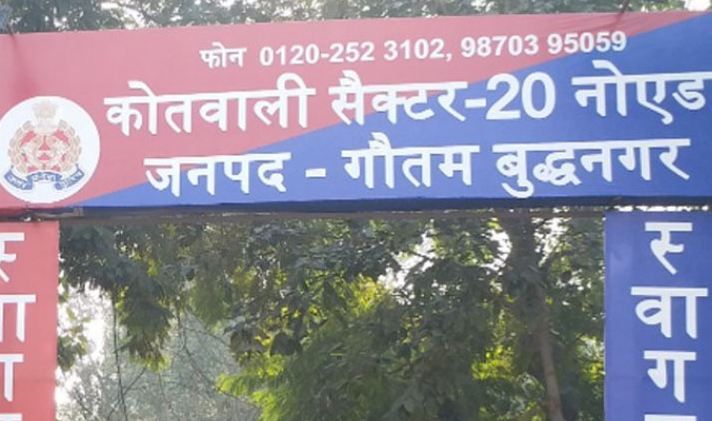 फोन 0120-252 3102, 98703 95059
कोतवाली सैक्टर-20 नोएड
जनपद - गौतम बुद्धनगर
स्वाग